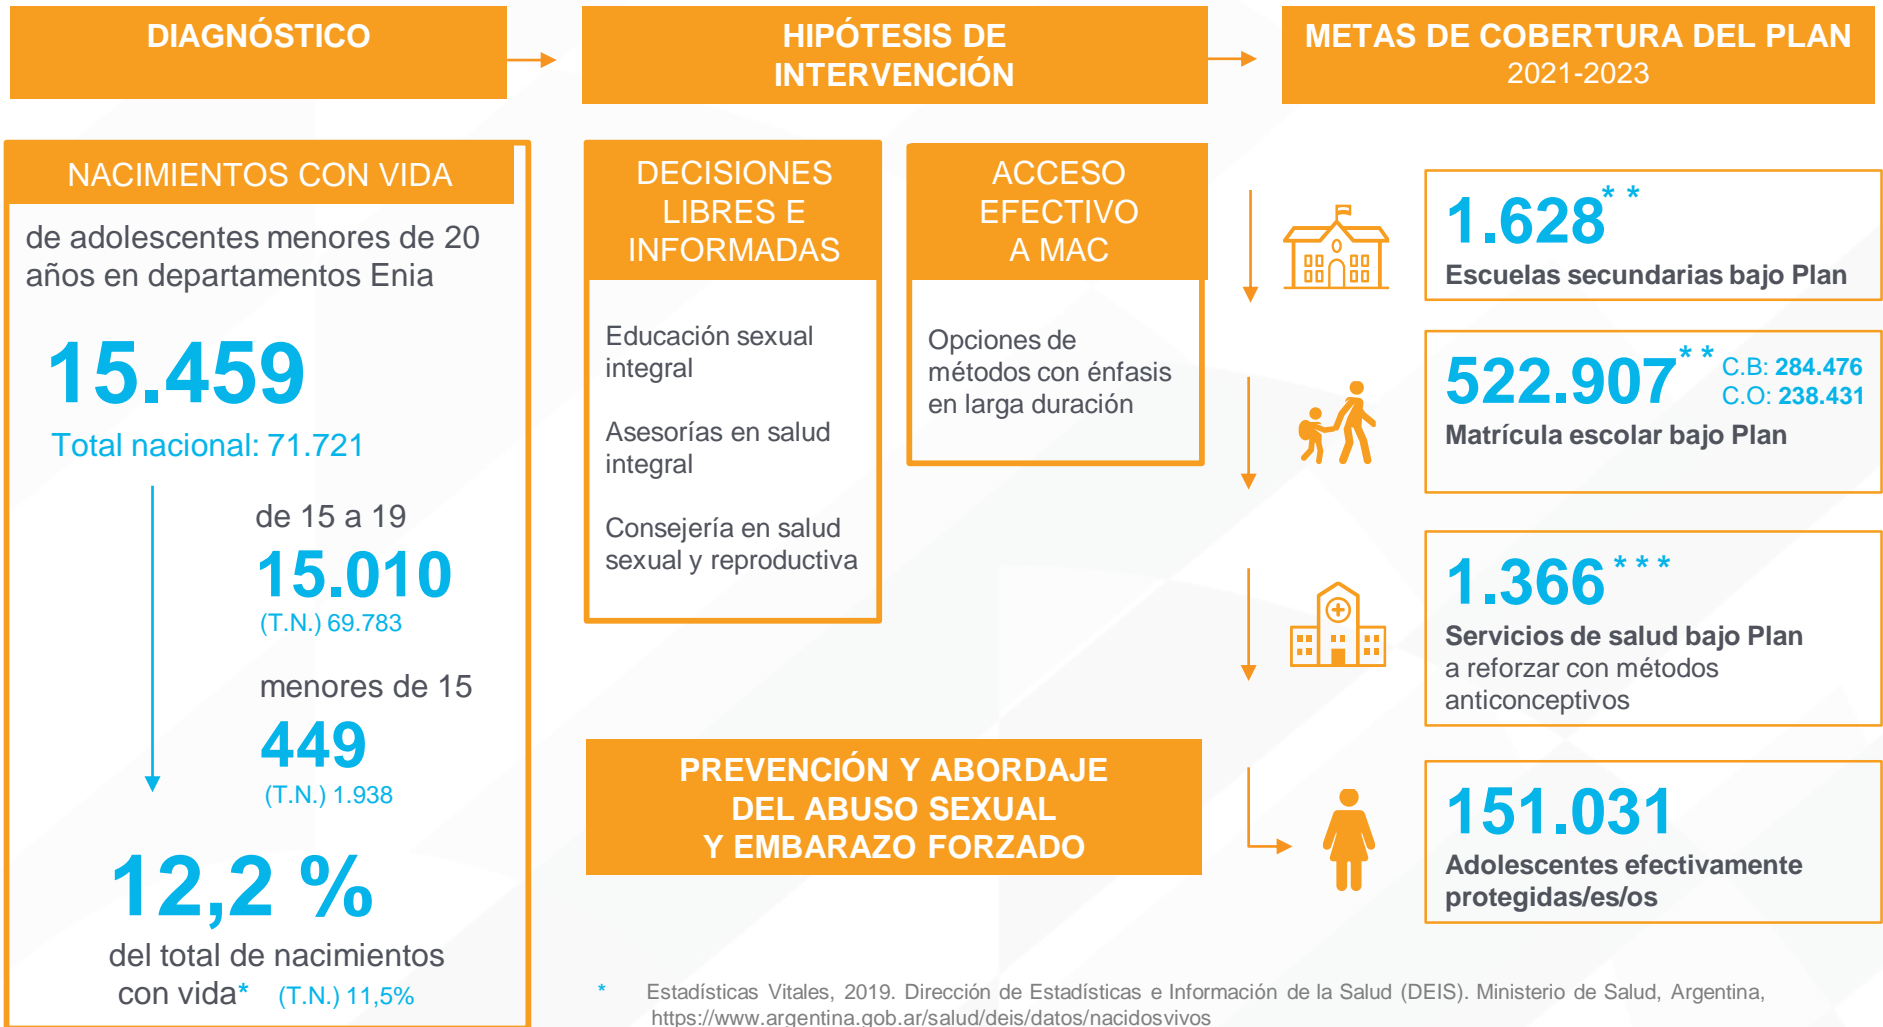 DIAGNÓSTICO
HIPÓTESIS DE
INTERVENCIÓN
METAS DE COBERTURA DEL PLAN
2021-2023
NACIMIENTOS CON VIDA
de adolescentes menores de 20
años en departamentos Enia
15.459
Total nacional: 71.721
de 15 a 19
15.010
(T.N.) 69.783
menores de 15
449
(T.N.) 1.938
12,2 %
del total de nacimientos
con vida* (T.N.) 11,5%
DECISIONES
LIBRES E
INFORMADAS
Educación sexual
integral
Asesorías en salud
integral
Consejería en salud
sexual y reproductiva
ACCESO
EFECTIVO
A MAC
Opciones de
métodos con énfasis
en larga duración
PREVENCIÓN Y ABORDAJE
DEL ABUSO SEXUAL
Y EMBARAZO FORZADO
1.628* *
Escuelas secundarias bajo Plan
522.907* * C.B: 284.476
C.O: 238.431
Matrícula escolar bajo Plan
1.366* * *
Servicios de salud bajo Plan
a reforzar con métodos
anticonceptivos
151.031
Adolescentes efectivamente
protegidas/es/os
* Estadísticas Vitales, 2019. Dirección de Estadísticas e Información de la Salud (DEIS). Ministerio de Salud, Argentina,
https://www.argentina.gob.ar/salud/deis/datos/nacidosvivos